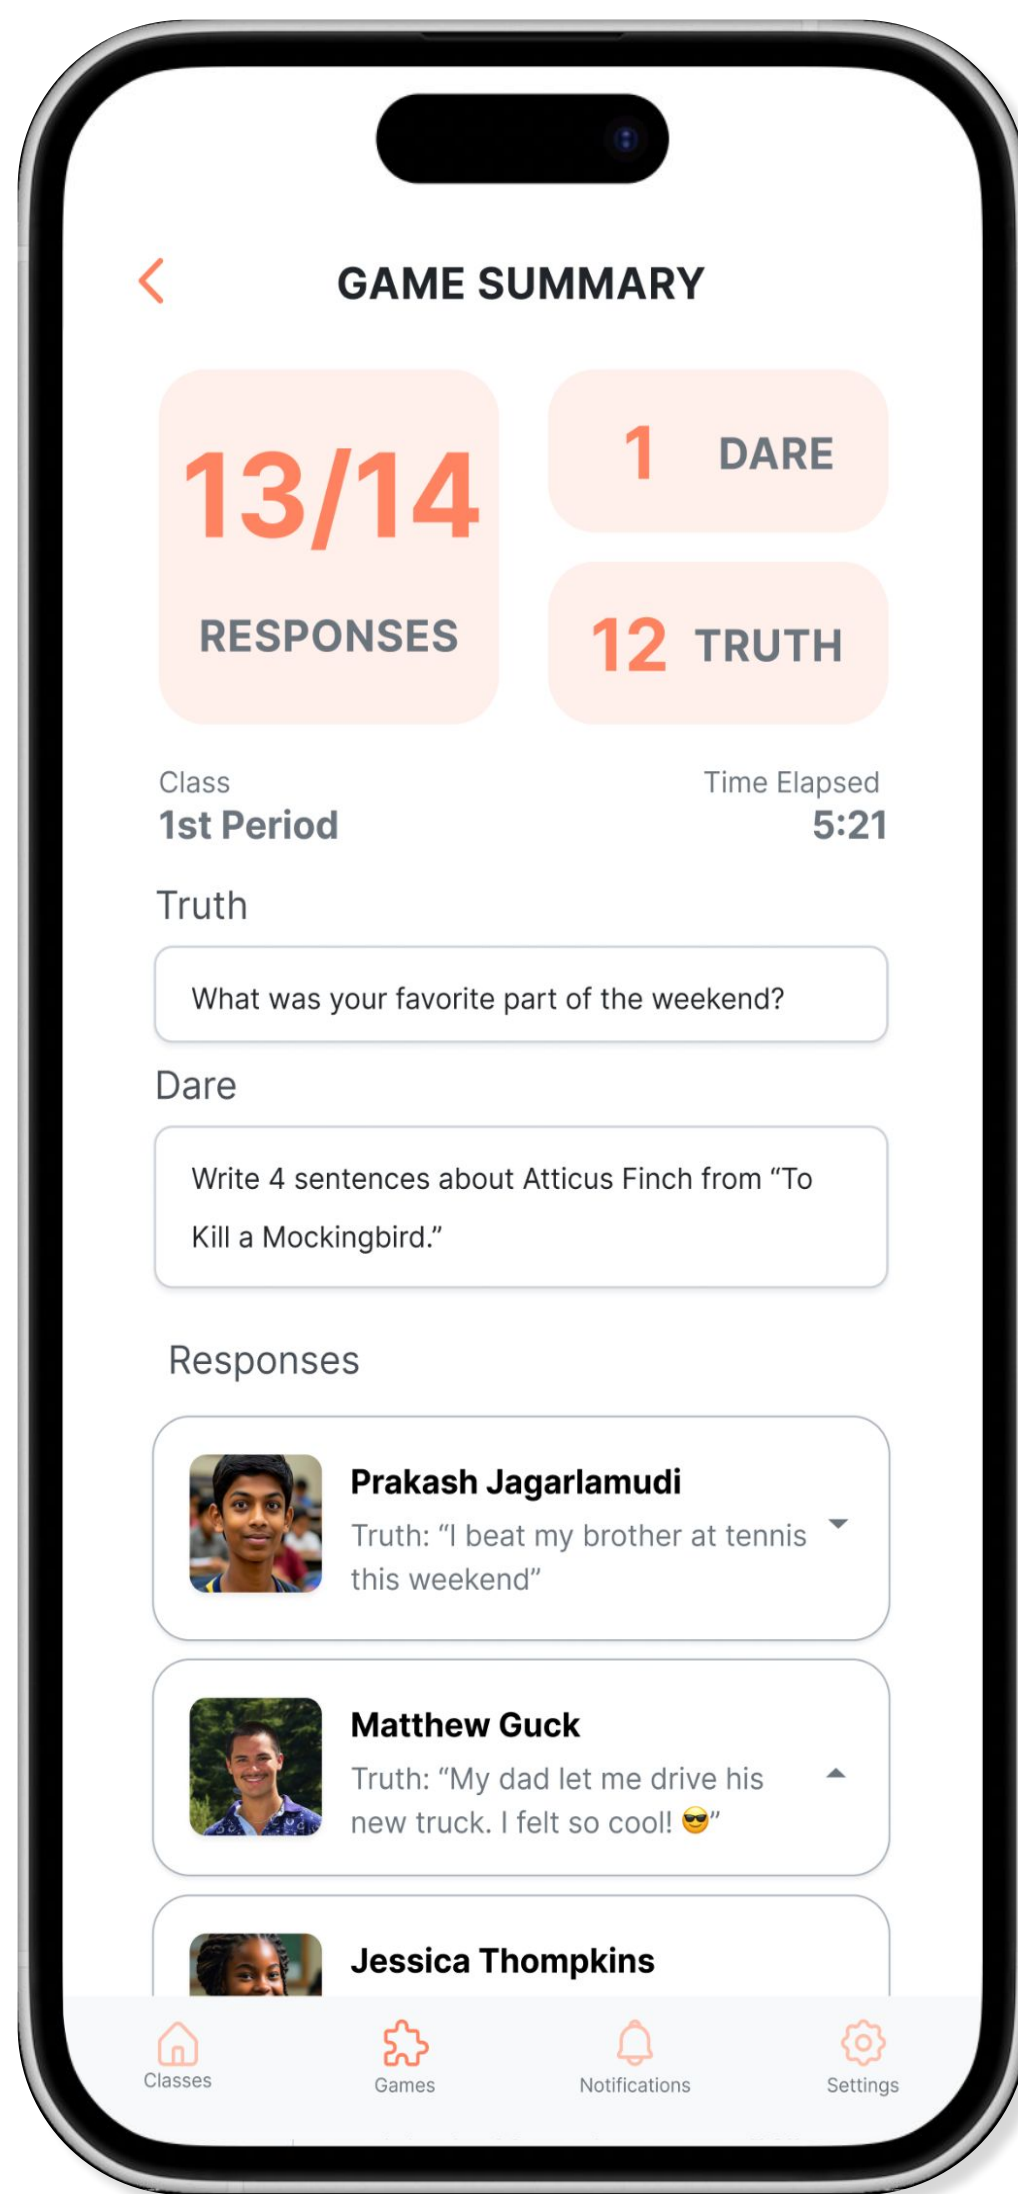 GAME SUMMARY
13/14
RESPONSES
1 DARE
12 TRUTH
Class
1st Period
Time Elapsed
5:21
Truth
What was your favorite part of the weekend?
Dare
Write 4 sentences about Atticus Finch from “To
Kill a Mockingbird.”
Responses
Prakash Jagarlamudi
Truth: “I beat my brother at tennis
this weekend”
Matthew Guck
Truth: “My dad let me drive his
new truck. I felt so cool! 😎”
Jessica Thompkins
Classes
Games
Notifications
Settings